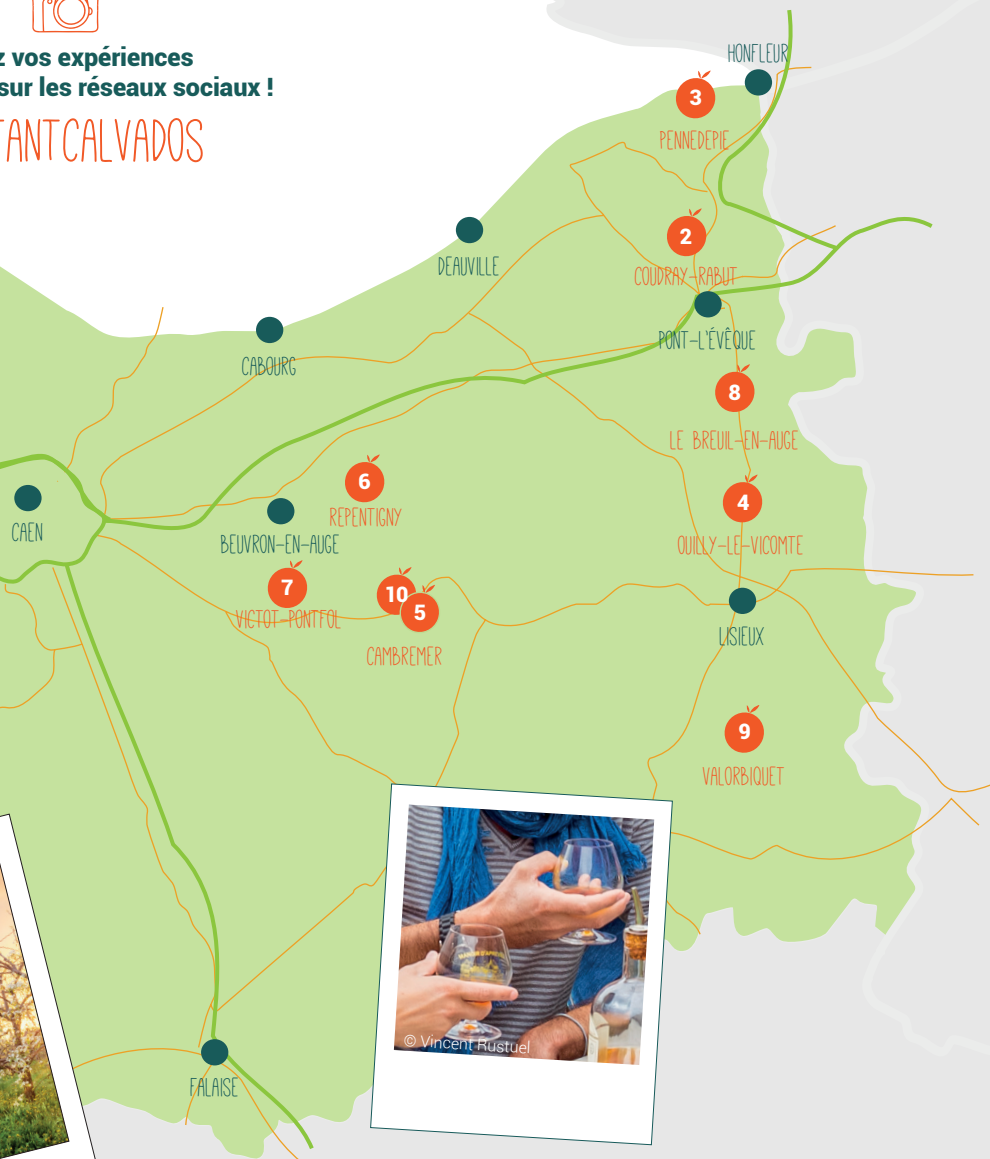 z vos expériences
sur les réseaux sociaux !
TANTCALVADOS
HONFLEUR
3
PENNEDEPIE
2
COUDRAY-RABUT
DEAUVILLE
PONT-L'ÉVÊQUE
CABOURG
8
LE BREUIL-EN-AUGE
6
REPENTIGNY
4
OUILLY-LE-VICOMTE
CAEN
BEUVRON-EN-AUGE
7
VICTOT-PONTFOL
10
5
CAMBREMER
LISIEUX
9
VALORBIQUET
© Vincent Rustuel
FALAISE